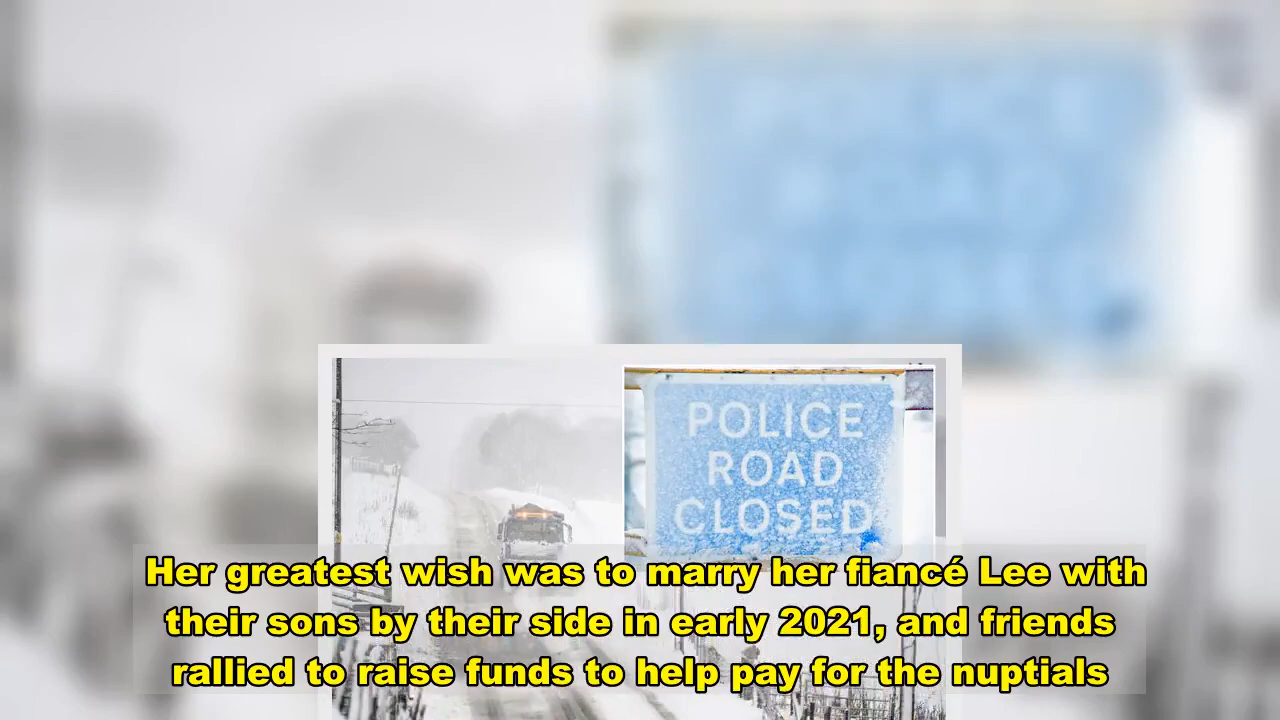 POLICE
ROAD
CLOSED
Her greatest wish was to marry her fiancé Lee with
their sons by their side in early 2021, and friends
rallied to raise funds to help pay for the nuptials